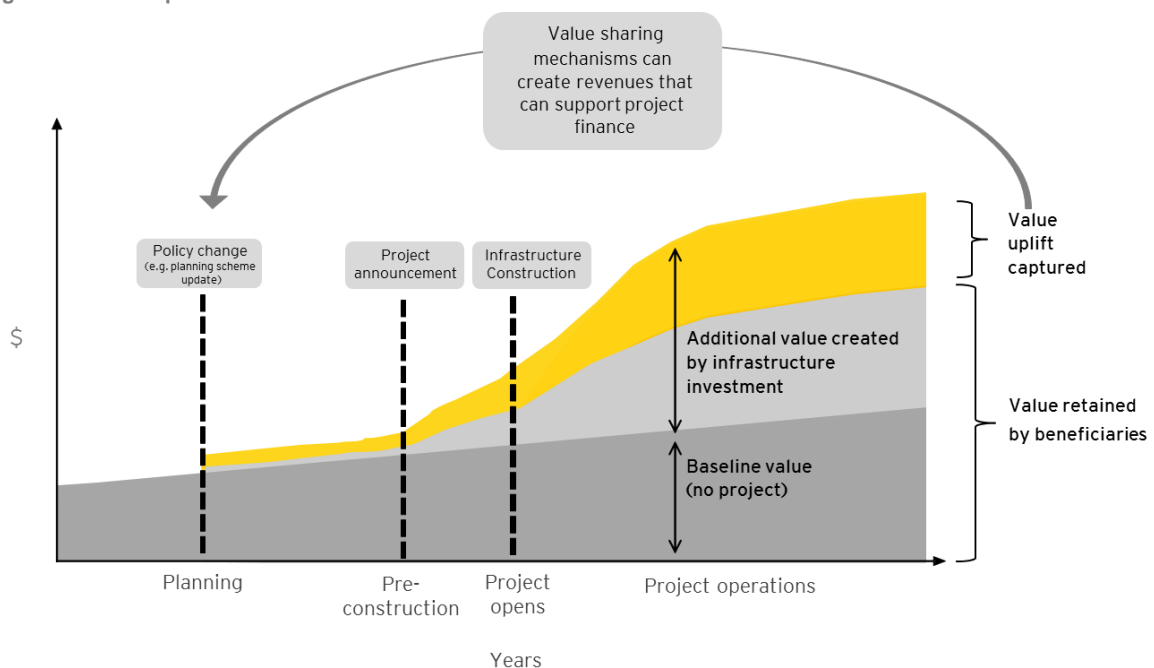 Value sharing
mechanisms can
create revenues that
can support project
finance
Policy change
(e.g. planning scheme
update)
Project
announcement
Infrastructure
Construction
Value
uplift
captured
$
Additional value created
by infrastructure
investment
Value retained
by beneficiaries
Baseline value
(no project)
Planning
Pre-
construction
Project
opens
Project operations
Years